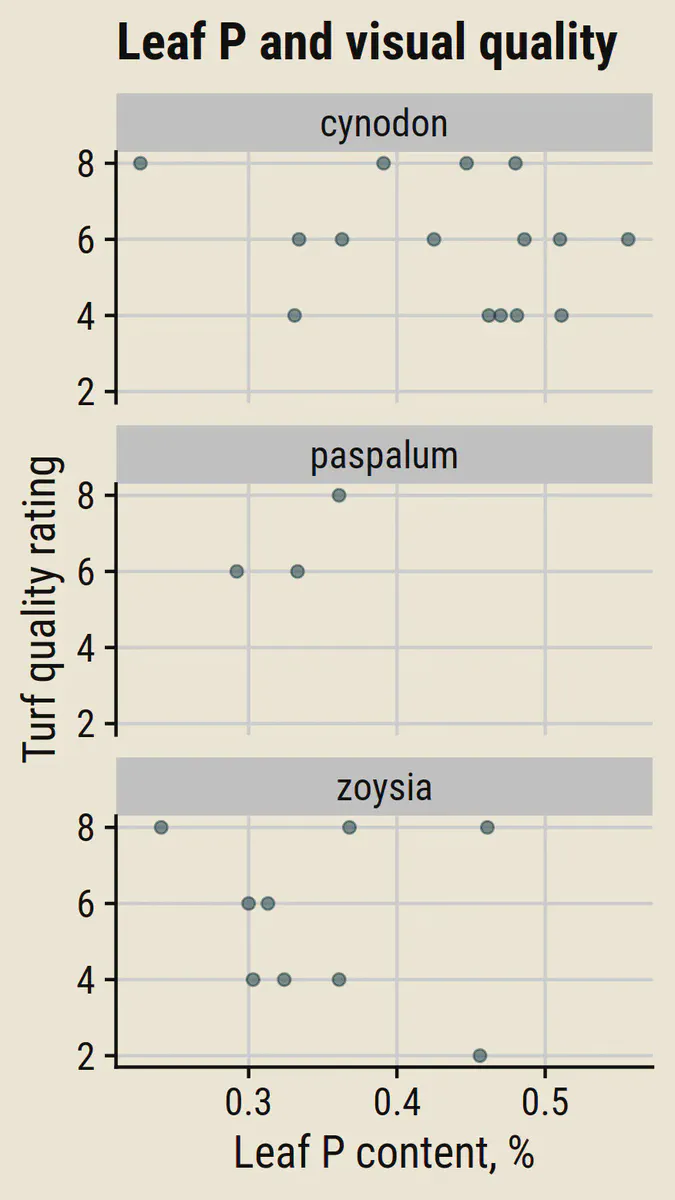 Leaf P and visual quality
cynodon
8
6
4
2
paspalum
8
6
4
2
zoysia
8
6
4
2
Turf quality rating
0.3 0.4 0.5
Leaf P content, %